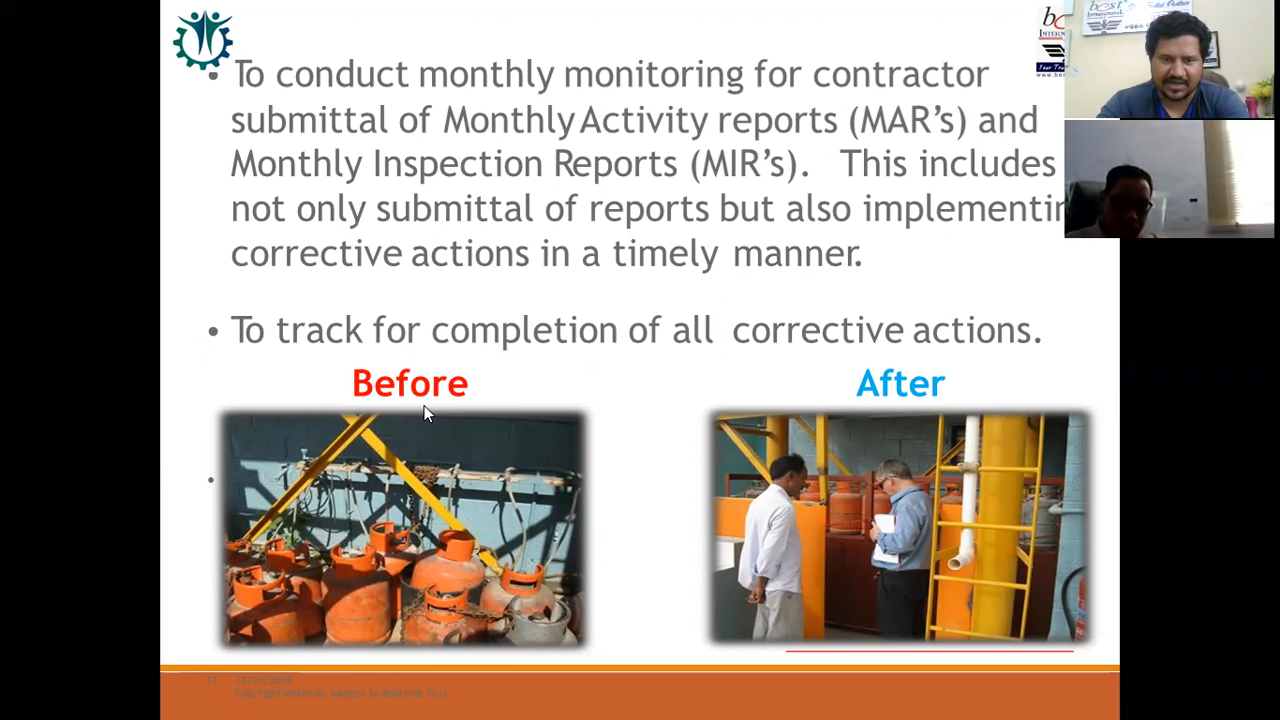 best
INTERNATIONAL
• To conduct monthly monitoring for contractor
submittal of Monthly Activity reports (MAR’s) and
Monthly Inspection Reports (MIR’s). This includes
not only submittal of reports but also implementin
corrective actions in a timely manner.
• To track for completion of all corrective actions.
Before
After
•